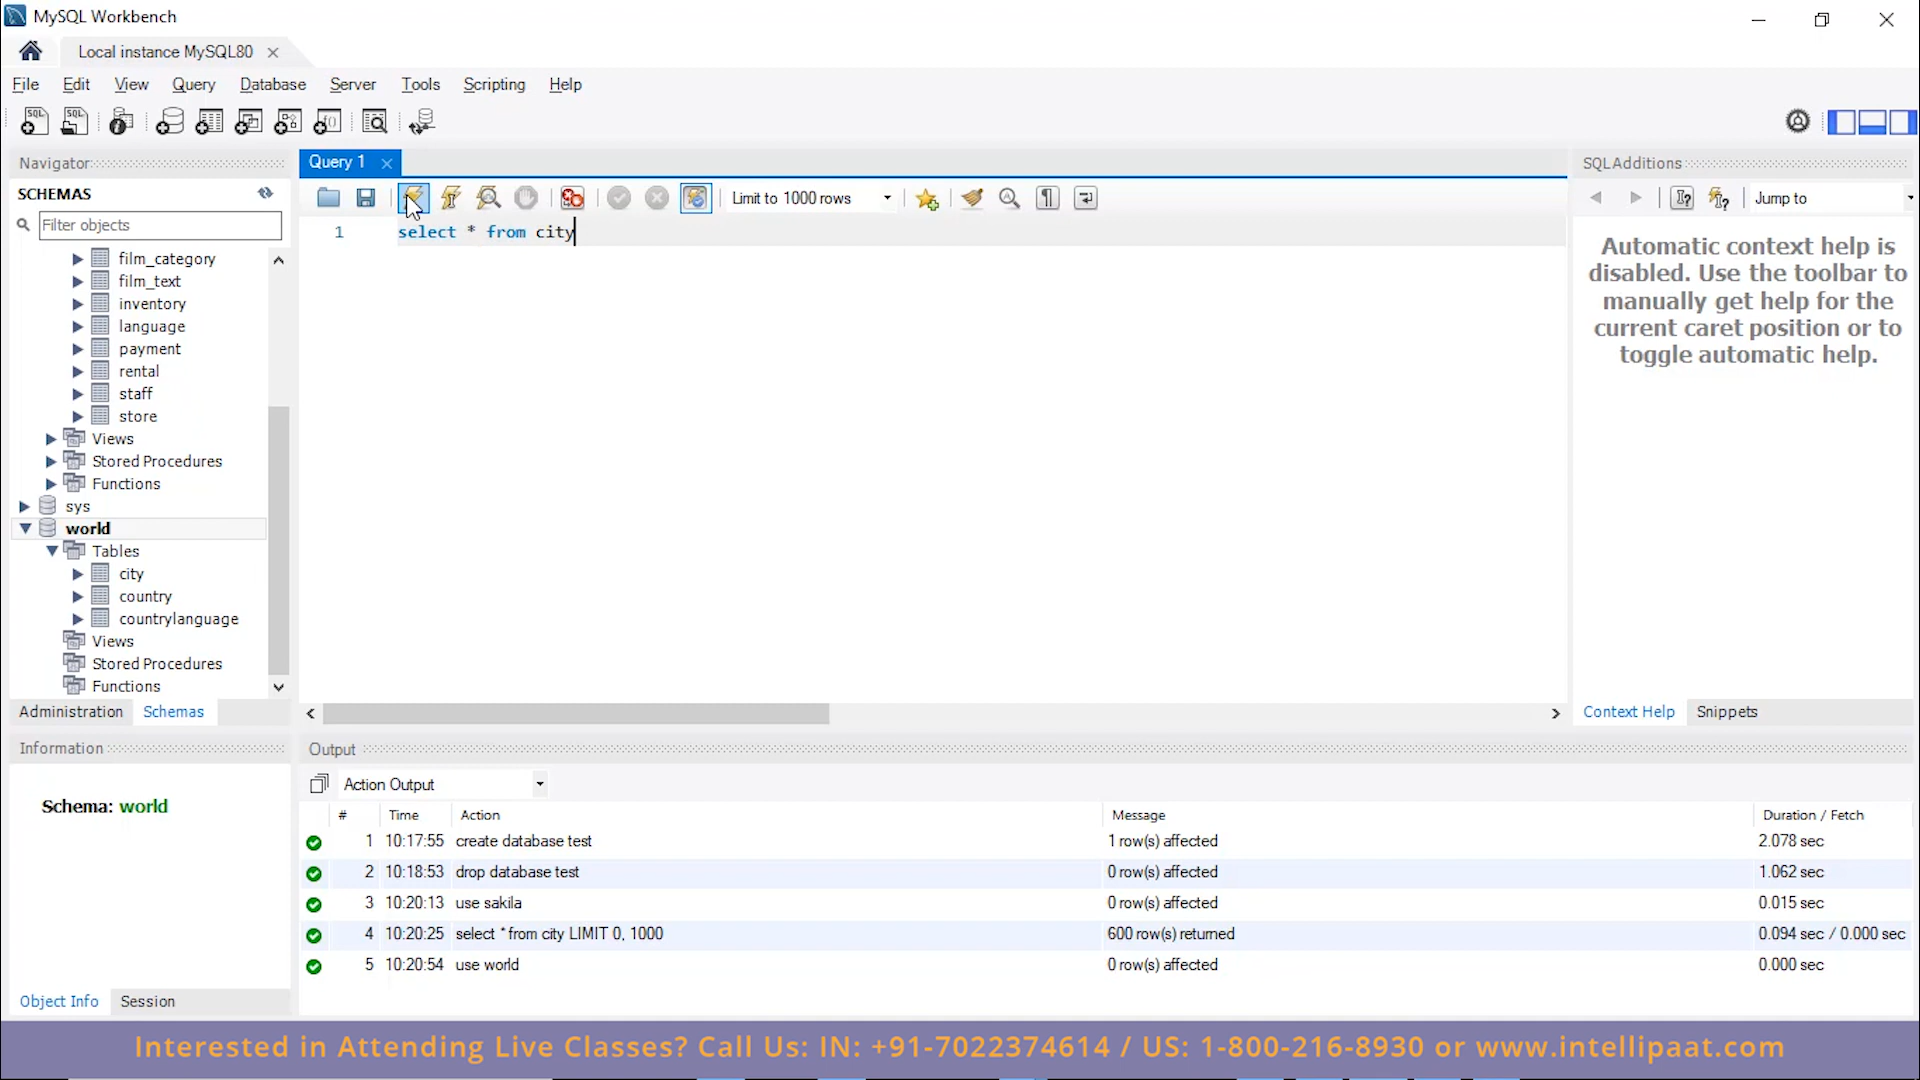 MySQL Workbench
Local instance MySQL80
File Edit View Query Database Server Tools Scripting Help
Navigator
SCHEMAS
Filter objects
film_category
film_text
inventory
language
payment
rental
staff
store
Views
Stored Procedures
Functions
sys
world
Tables
city
country
countrylanguage
Views
Stored Procedures
Functions
Administration Schemas
Information
Schema: world
Object Info Session
Query 1
Limit to 1000 rows
1 select * from city
SQLAdditions
Jump to
Automatic context help is
disabled. Use the toolbar to
manually get help for the
current caret position or to
toggle automatic help.
Context Help Snippets
Output
Action Output
# Time Action Message Duration / Fetch
1 10:17:55 create database test 1 row(s) affected 2.078 sec
2 10:18:53 drop database test 0 row(s) affected 1.062 sec
3 10:20:13 use sakila 0 row(s) affected 0.015 sec
4 10:20:25 select * from city LIMIT 0, 1000 600 row(s) returned 0.094 sec / 0.000 sec
5 10:20:54 use world 0 row(s) affected 0.000 sec
Interested in Attending Live Classes? Call Us: IN: +91-7022374614 / US: 1-800-216-8930 or www.intellipaat.com